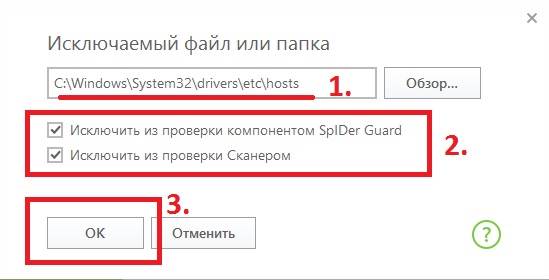 Исключаемый файл или папка
C:\Windows\System32\drivers\etc\hosts 1. Обзор...
Исключить из проверки компонентом SpIDer Guard
Исключить из проверки Сканером
2.
3.
ОК Отменить ?